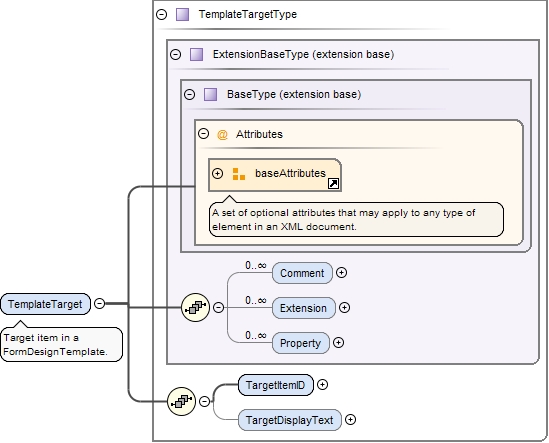 TemplateTargetType
ExtensionBaseType (extension base)
BaseType (extension base)
@ Attributes
baseAttributes
A set of optional attributes that may apply to any type of
element in an XML document.
0..∞
Comment
0..∞
Extension
0..∞
Property
TemplateTarget
Target item in a
FormDesignTemplate.
TargetItemID
TargetDisplayText